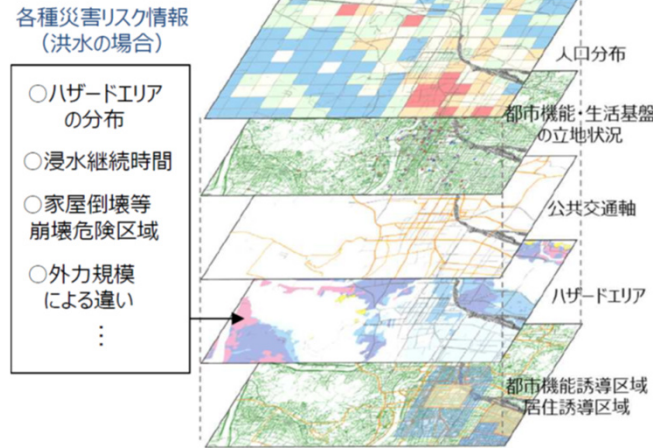 各種災害リスク情報
(洪水の場合)
○ハザードエリア
の分布
○浸水継続時間
○家屋倒壊等
崩壊危険区域
○外力規模
による違い
⋮
人口分布
都市機能・生活基盤
の立地状況
公共交通軸
ハザードエリア
都市機能誘導区域
居住誘導区域